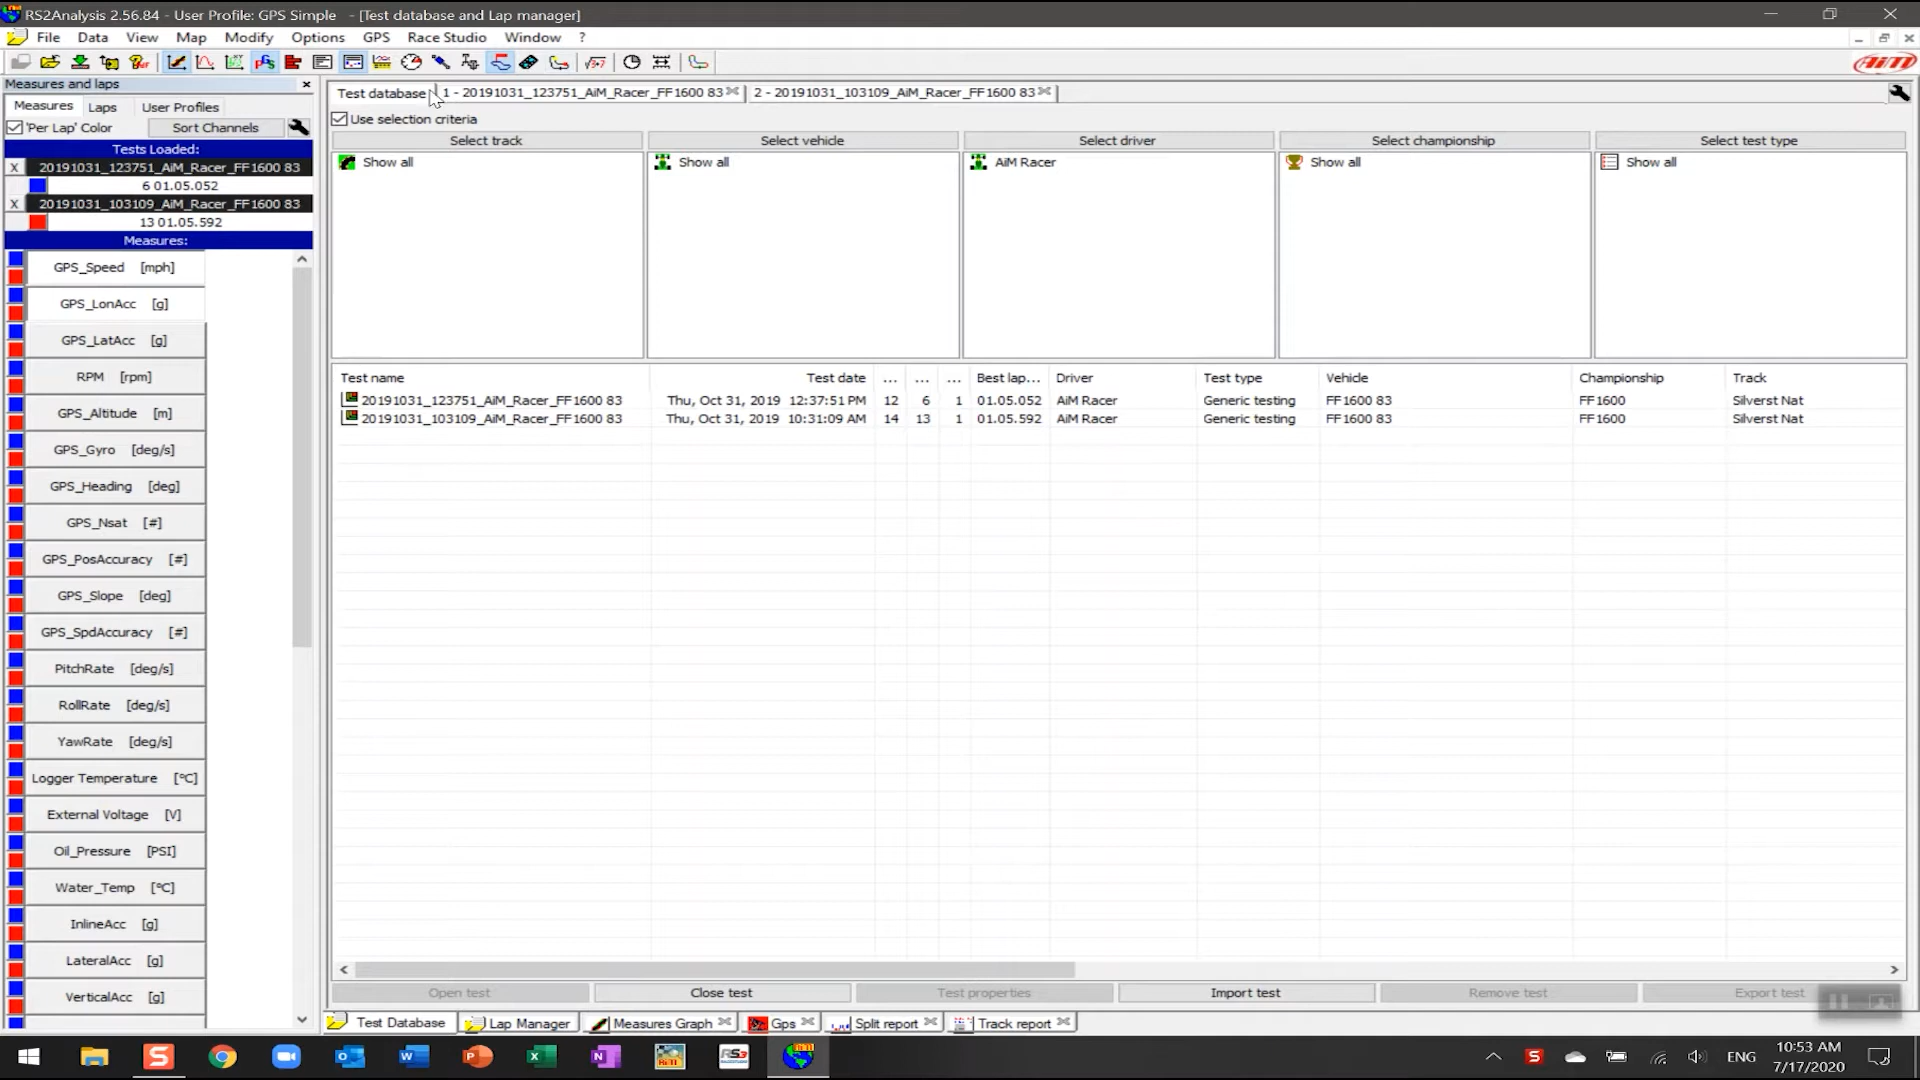 RS2Analysis 2.56.84 - User Profile: GPS Simple - [Test database and Lap manager]
File Data View Map Modify Options GPS Race Studio Window ?
AiM
Measures and laps
Measures Laps User Profiles
'Per Lap' Color Sort Channels
Tests Loaded:
X 20191031_123751_AiM_Racer_FF1600 83
6 01.05.052
X 20191031_103109_AiM_Racer_FF1600 83
13 01.05.592
Measures:
GPS_Speed [mph]
GPS_LonAcc [g]
GPS_LatAcc [g]
RPM [rpm]
GPS_Altitude [m]
GPS_Gyro [deg/s]
GPS_Heading [deg]
GPS_Nsat [#]
GPS_PosAccuracy [#]
GPS_Slope [deg]
GPS_SpdAccuracy [#]
PitchRate [deg/s]
RollRate [deg/s]
YawRate [deg/s]
Logger Temperature [°C]
External Voltage [V]
Oil_Pressure [PSI]
Water_Temp [°C]
InlineAcc [g]
LateralAcc [g]
VerticalAcc [g]
Test database 1 - 20191031_123751_AiM_Racer_FF1600 83 2 - 20191031_103109_AiM_Racer_FF1600 83
Use selection criteria
Select track Select vehicle Select driver Select championship Select test type
Show all Show all AiM Racer Show all Show all
Test name Test date ... ... ... Best lap... Driver Test type Vehicle Championship Track
20191031_123751_AiM_Racer_FF1600 83 Thu, Oct 31, 2019 12:37:51 PM 12 6 1 01.05.052 AiM Racer Generic testing FF1600 83 FF1600 Silverst Nat
20191031_103109_AiM_Racer_FF1600 83 Thu, Oct 31, 2019 10:31:09 AM 14 13 1 01.05.592 AiM Racer Generic testing FF1600 83 FF1600 Silverst Nat
Open test Close test Test properties Import test Remove test Export test
Test Database Lap Manager Measures Graph Gps Split report Track report
ENG
10:53 AM
7/17/2020